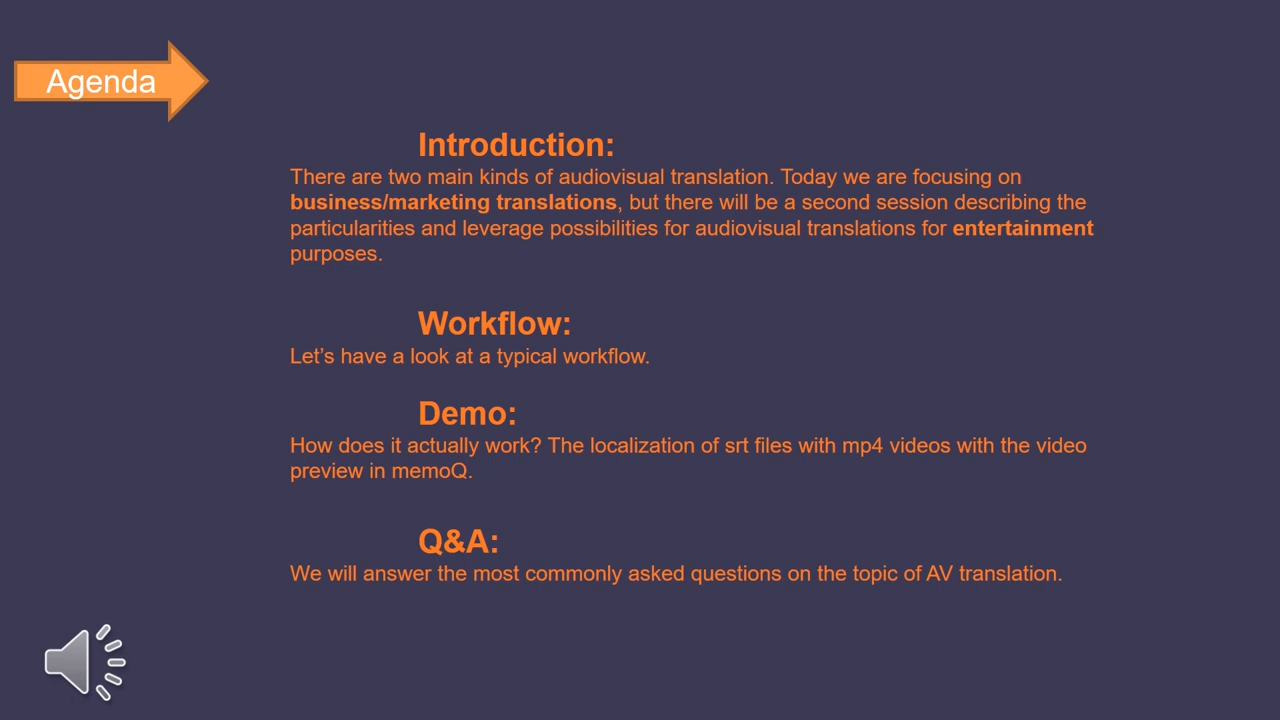 Agenda
Introduction:
There are two main kinds of audiovisual translation. Today we are focusing on
business/marketing translations, but there will be a second session describing the
particularities and leverage possibilities for audiovisual translations for entertainment
purposes.
Workflow:
Let’s have a look at a typical workflow.
Demo:
How does it actually work? The localization of srt files with mp4 videos with the video
preview in memoQ.
Q&A:
We will answer the most commonly asked questions on the topic of AV translation.